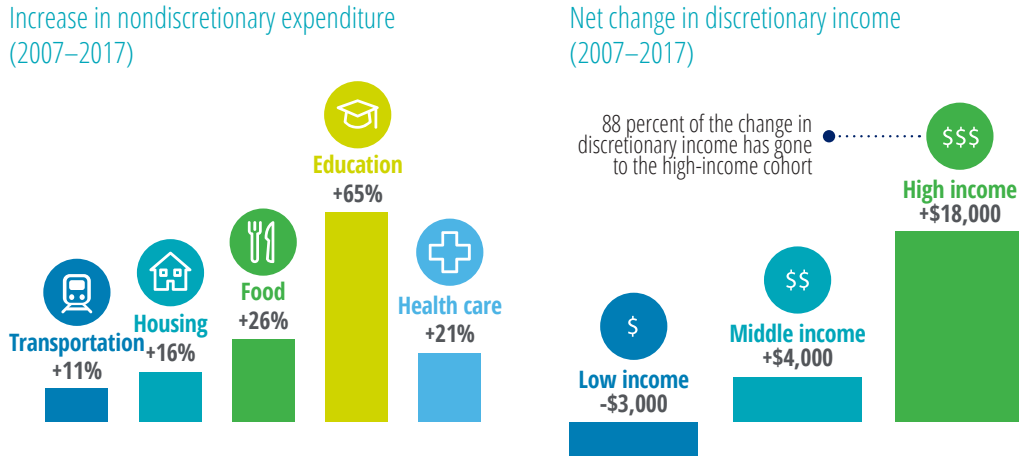 Increase in nondiscretionary expenditure
(2007–2017)
Education
+65%
Food
+26%
Health care
+21%
Housing
+16%
Transportation
+11%
Net change in discretionary income
(2007–2017)
88 percent of the change in
discretionary income has gone
to the high-income cohort
$$$
High income
+$18,000
$$
Middle income
+$4,000
$
Low income
-$3,000